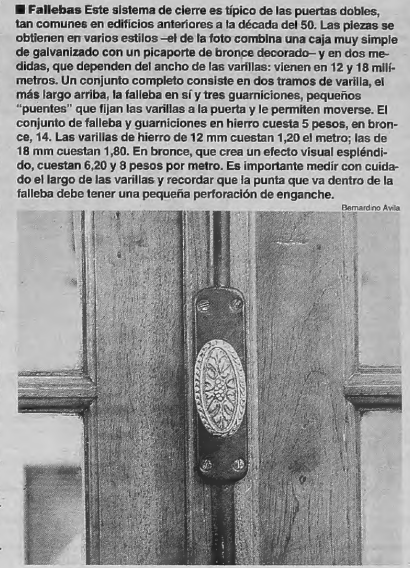 ■ Fallebas Este sistema de cierre es típico de las puertas dobles,
tan comunes en edificios anteriores a la década del 50. Las piezas se
obtienen en varios estilos –el de la foto combina una caja muy simple
de galvanizado con un picaporte de bronce decorado– y en dos me-
didas, que dependen del ancho de las varillas: vienen en 12 y 18 milí-
metros. Un conjunto completo consiste en dos tramos de varilla, el
más largo arriba, la falleba en sí y tres guarniciones, pequeños
"puentes" que fijan las varillas a la puerta y le permiten moverse. El
conjunto de falleba y guarniciones en hierro cuesta 5 pesos, en bron-
ce, 14. Las varillas de hierro de 12 mm cuestan 1,20 el metro; las de
18 mm cuestan 1,80. En bronce, que crea un efecto visual espléndi-
do, cuestan 6,20 y 8 pesos por metro. Es importante medir con cuida-
do el largo de las varillas y recordar que la punta que va dentro de la
falleba debe tener una pequeña perforación de enganche.
Bernardino Avila